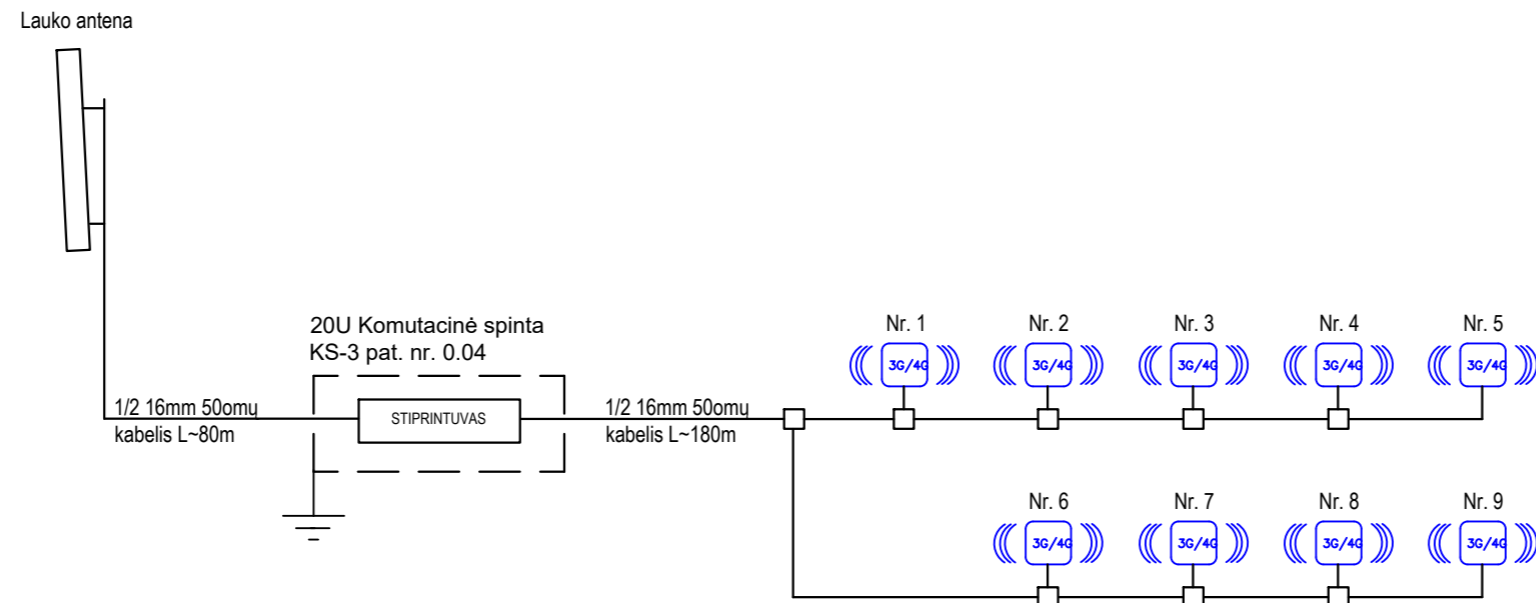 Lauko antena
20U Komutacinė spinta
KS-3 pat. nr. 0.04
1/2 16mm 50omų
kabelis L~80m
STIPRINTUVAS
1/2 16mm 50omų
kabelis L~180m
Nr. 1
Nr. 2
Nr. 3
Nr. 4
Nr. 5
3G/4G
3G/4G
3G/4G
3G/4G
3G/4G
Nr. 6
Nr. 7
Nr. 8
Nr. 9
3G/4G
3G/4G
3G/4G
3G/4G